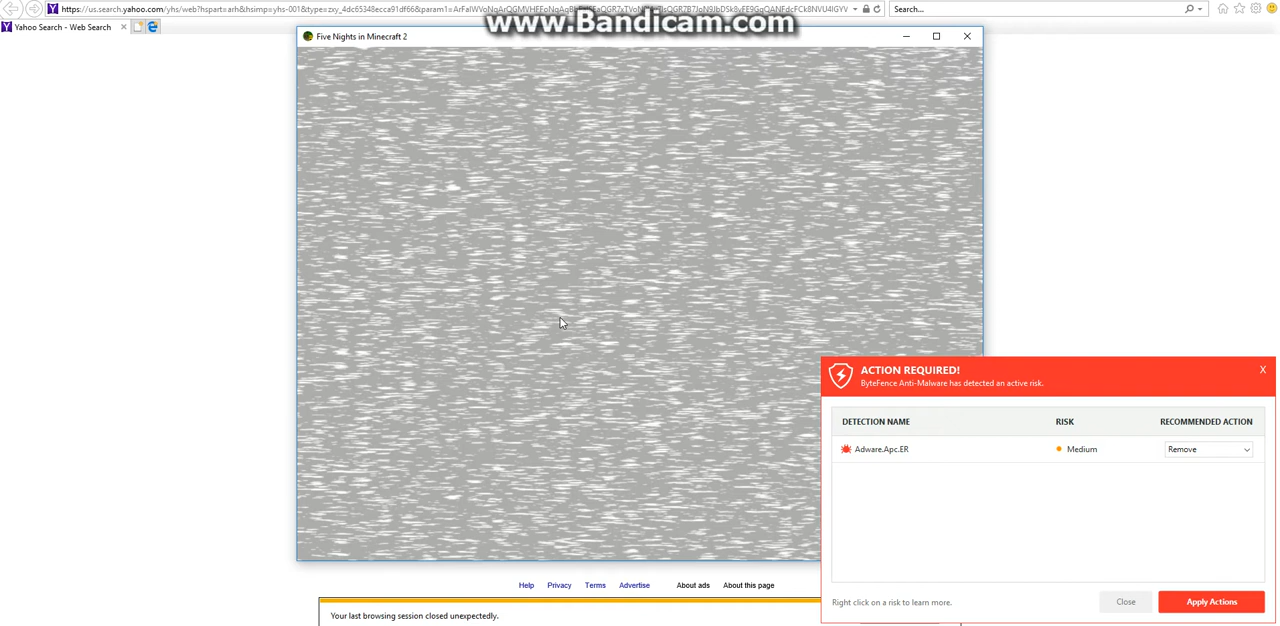 Search...
Yahoo Search - Web Search
www.Bandicam.com
Five Nights in Minecraft 2
ACTION REQUIRED!
ByteFence Anti-Malware has detected an active risk.
DETECTION NAME RISK RECOMMENDED ACTION
Adware.Apc.ER Medium Remove
Right click on a risk to learn more. Close Apply Actions
Help Privacy Terms Advertise About ads About this page
Your last browsing session closed unexpectedly.